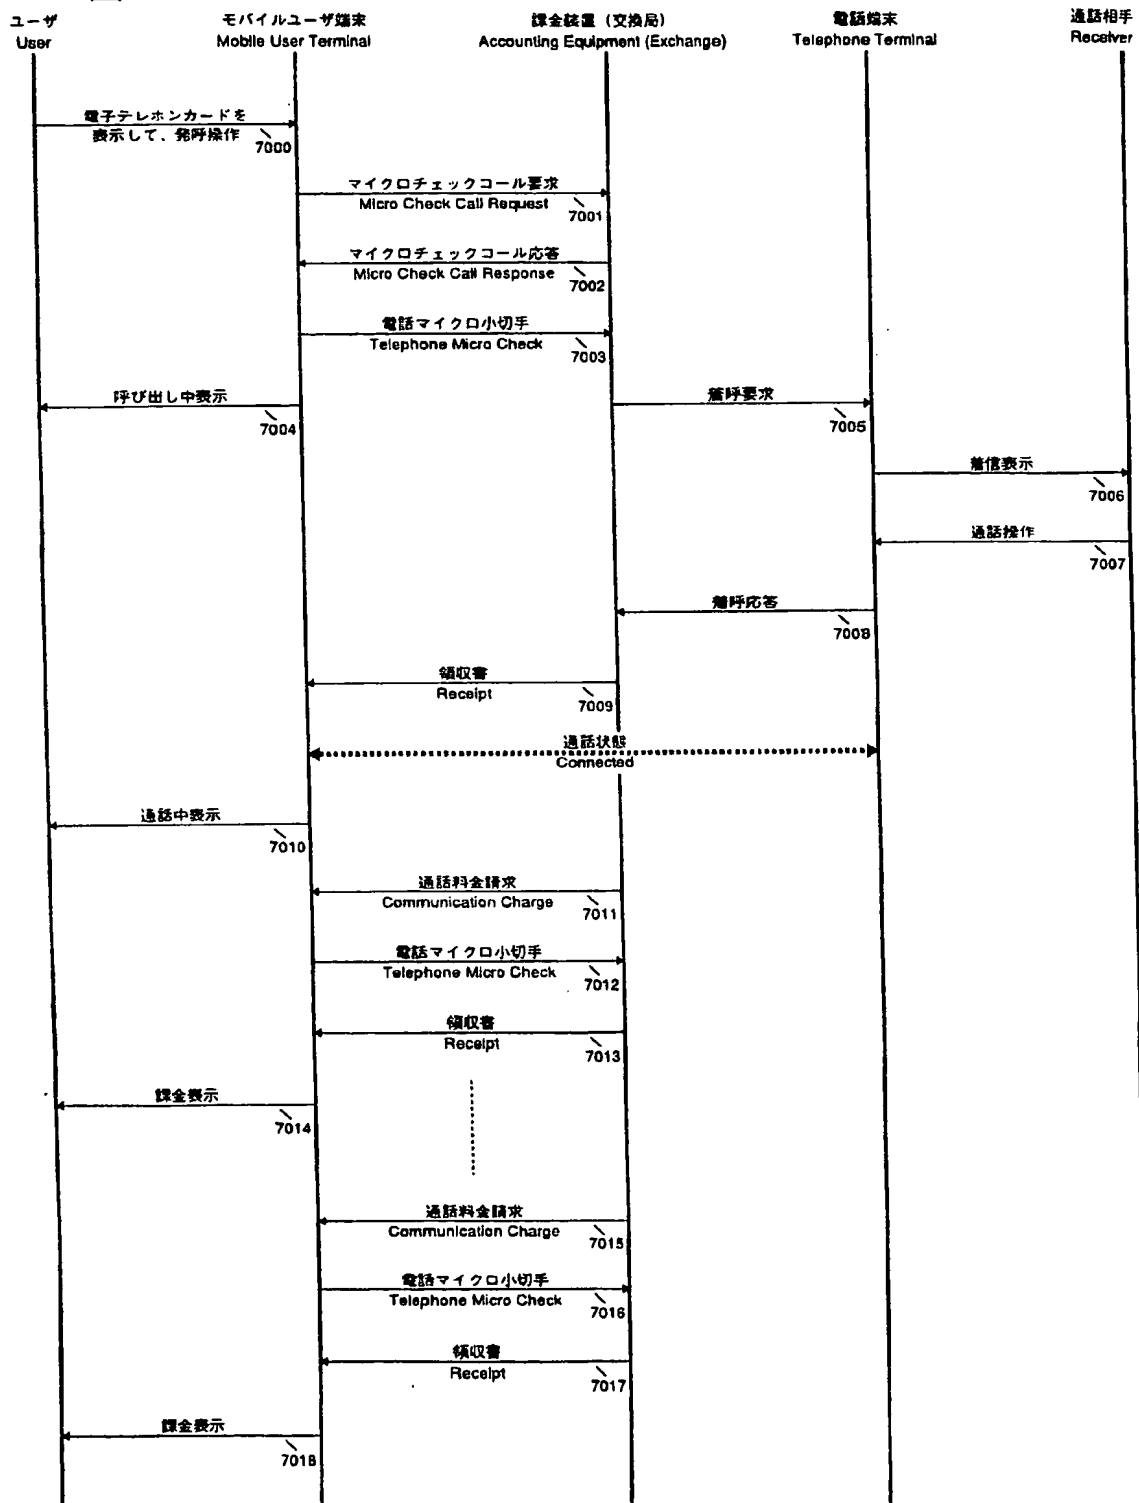 ユーザ
User
モバイルユーザ端末
Mobile User Terminal
課金装置（交換局）
Accounting Equipment (Exchange)
電話端末
Telephone Terminal
通話相手
Receiver
電子テレホンカードを
表示して、発呼操作
7000
マイクロチェックコール要求
Micro Check Call Request
7001
マイクロチェックコール応答
Micro Check Call Response
7002
電話マイクロ小切手
Telephone Micro Check
7003
呼び出し中表示
7004
着呼要求
7005
着信表示
7006
通話操作
7007
着呼応答
7008
領収書
Receipt
7009
通話状態
Connected
通話中表示
7010
通話料金請求
Communication Charge
7011
電話マイクロ小切手
Telephone Micro Check
7012
領収書
Receipt
7013
課金表示
7014
通話料金請求
Communication Charge
7015
電話マイクロ小切手
Telephone Micro Check
7016
領収書
Receipt
7017
課金表示
7018